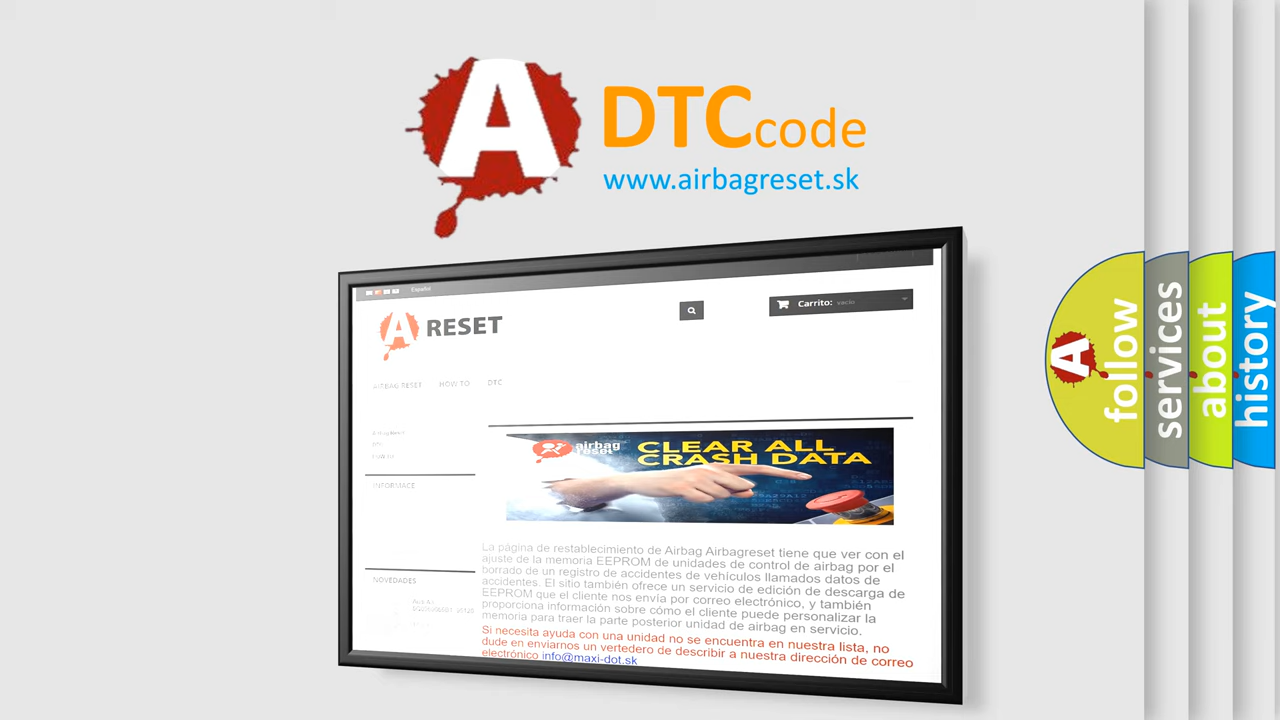 A
DTC code
www.airbagreset.sk
Español
A RESET
Carrito: vacío
AIRBAG RESET HOW TO DTC
airbag
reset
CLEAR ALL
CRASH DATA
INFORMACE
NOVEDADES
La página de restablecimiento de Airbag Airbagreset tiene que ver con el
ajuste de la memoria EEPROM de unidades de control de airbag por el
borrado de un registro de accidentes de vehículos llamados datos de
accidentes. El sitio también ofrece un servicio de edición de descarga de
EEPROM que el cliente nos envía por correo electrónico, y también
proporciona información sobre cómo el cliente puede personalizar la
memoria para traer la parte posterior unidad de airbag en servicio.
Si necesita ayuda con una unidad no se encuentra en nuestra lista, no
dude en enviarnos un vertedero de describir a nuestra dirección de correo
electrónico info@maxi-dot.sk
A
follow
services
about
history